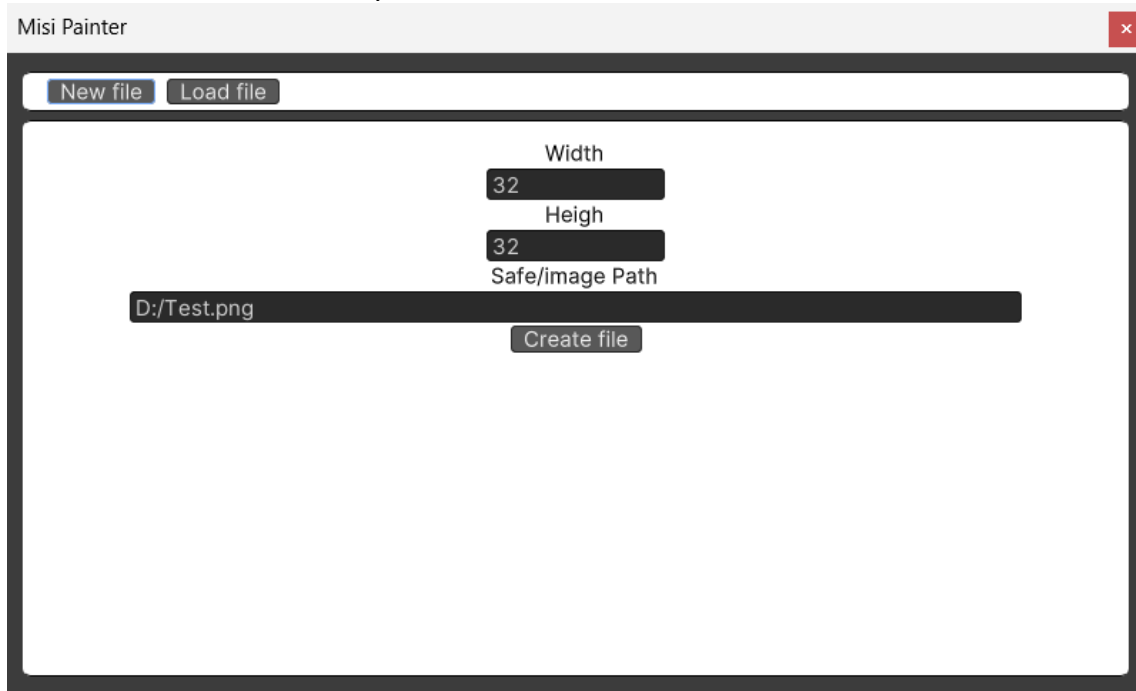 Misi Painter
New file Load file
Width
32
Heigh
32
Safe/image Path
D:/Test.png
Create file